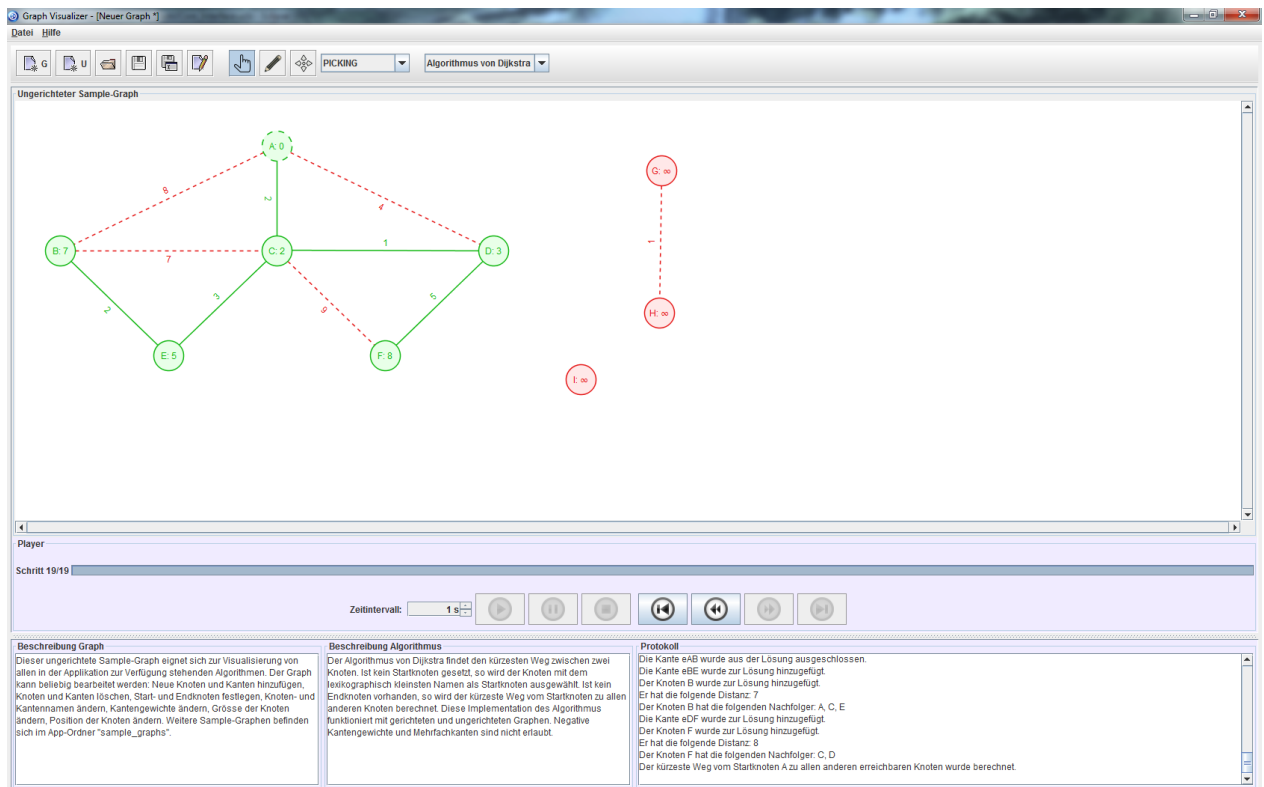 Graph Visualizer - [Neuer Graph *]
Datei Hilfe
G U PICKING Algorithmus von Dijkstra
Ungerichteter Sample-Graph
A: 0
G: ∞
8
2
4
B: 7
7
C: 2
1
D: 3
1
2
3
9
5
H: ∞
E: 5
F: 8
I: ∞
Player
Schritt 19/19
Zeitintervall: 1 s
Beschreibung Graph
Dieser ungerichtete Sample-Graph eignet sich zur Visualisierung von
allen in der Applikation zur Verfügung stehenden Algorithmen. Der Graph
kann beliebig bearbeitet werden: Neue Knoten und Kanten hinzufügen,
Knoten und Kanten löschen, Start- und Endknoten festlegen, Knoten- und
Kantennamen ändern, Kantengewichte ändern, Grösse der Knoten
ändern, Position der Knoten ändern. Weitere Sample-Graphen befinden
sich im App-Ordner "sample_graphs".
Beschreibung Algorithmus
Der Algorithmus von Dijkstra findet den kürzesten Weg zwischen zwei
Knoten. Ist kein Startknoten gesetzt, so wird der Knoten mit dem
lexikographisch kleinsten Namen als Startknoten ausgewählt. Ist kein
Endknoten vorhanden, so wird der kürzeste Weg vom Startknoten zu allen
anderen Knoten berechnet. Diese Implementation des Algorithmus
funktioniert mit gerichteten und ungerichteten Graphen. Negative
Kantengewichte und Mehrfachkanten sind nicht erlaubt.
Protokoll
Die Kante eAB wurde aus der Lösung ausgeschlossen.
Die Kante eBE wurde zur Lösung hinzugefügt.
Der Knoten B wurde zur Lösung hinzugefügt.
Er hat die folgende Distanz: 7
Der Knoten B hat die folgenden Nachfolger: A, C, E
Die Kante eDF wurde zur Lösung hinzugefügt.
Der Knoten F wurde zur Lösung hinzugefügt.
Er hat die folgende Distanz: 8
Der Knoten F hat die folgenden Nachfolger: C, D
Der kürzeste Weg vom Startknoten A zu allen anderen erreichbaren Knoten wurde berechnet.